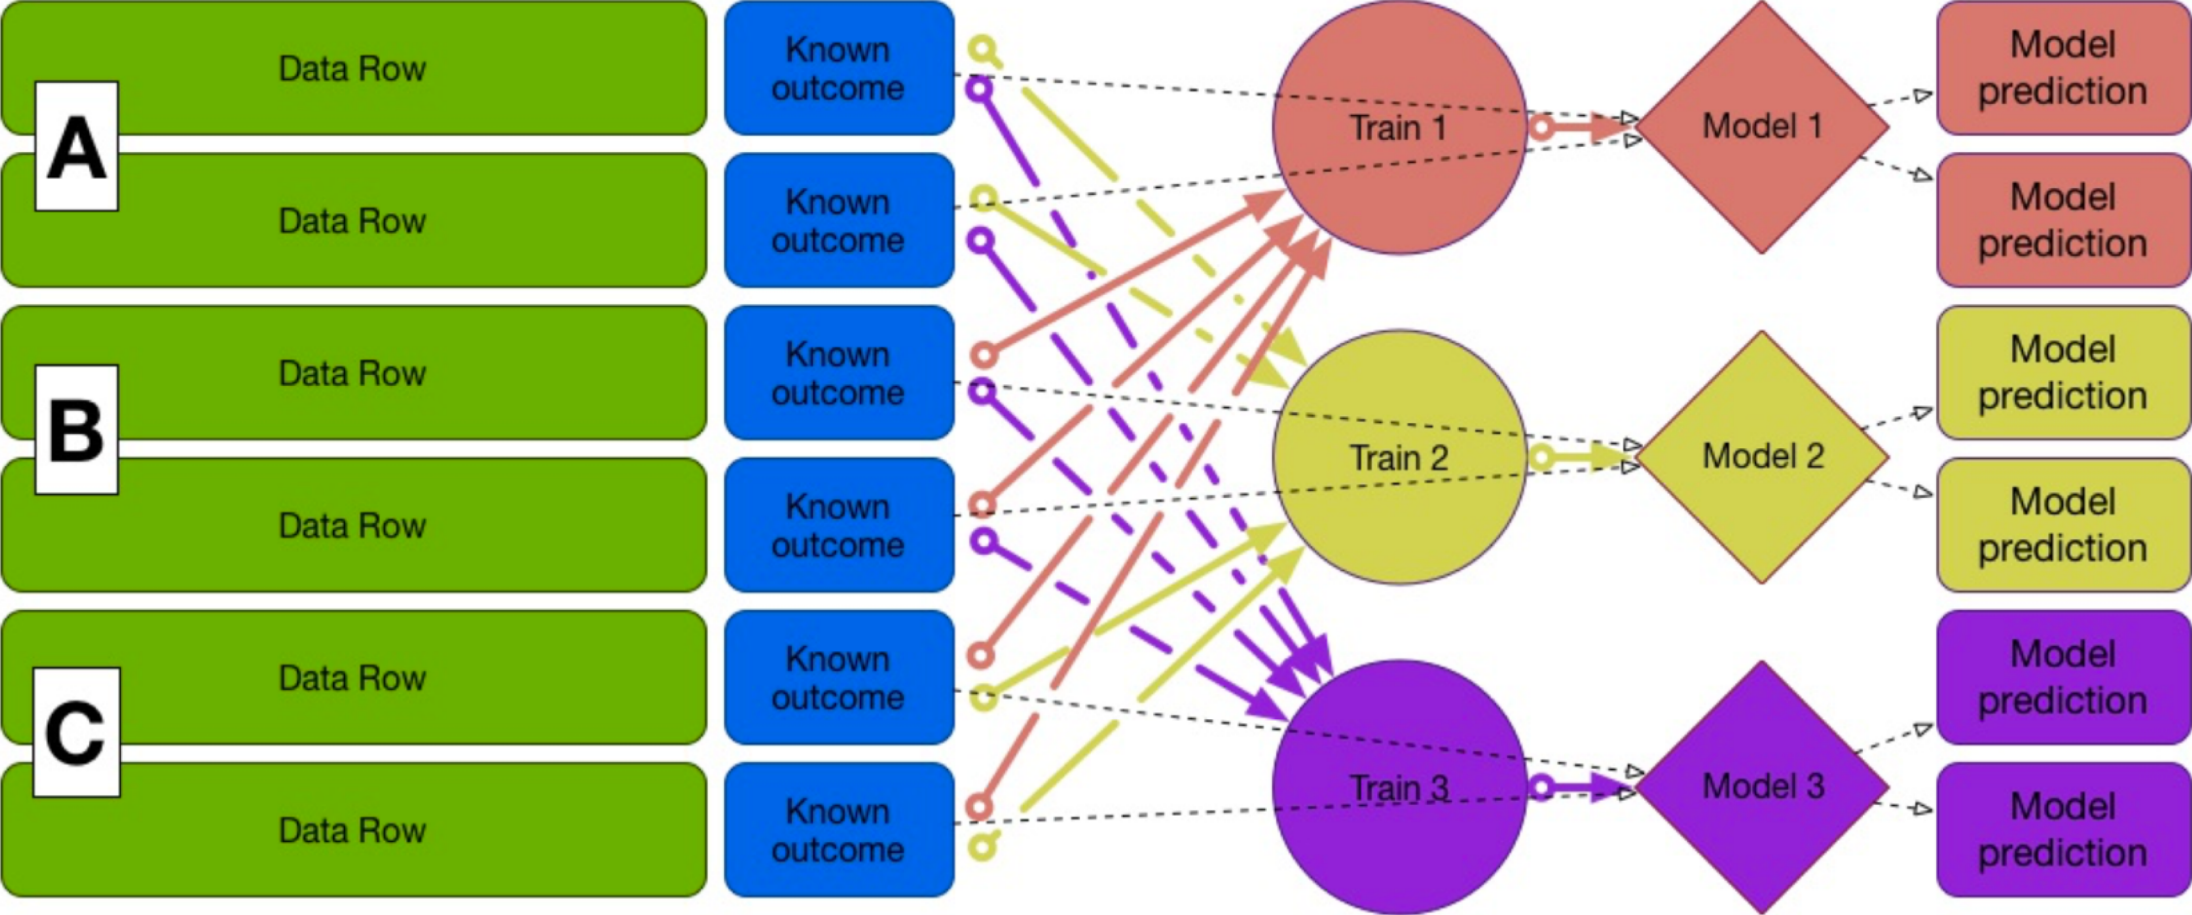 Data Row
Known
outcome
A
Data Row
Known
outcome
Data Row
Known
outcome
B
Data Row
Known
outcome
Data Row
Known
outcome
C
Data Row
Known
outcome
Train 1
Train 2
Train 3
Model 1
Model 2
Model 3
Model
prediction
Model
prediction
Model
prediction
Model
prediction
Model
prediction
Model
prediction